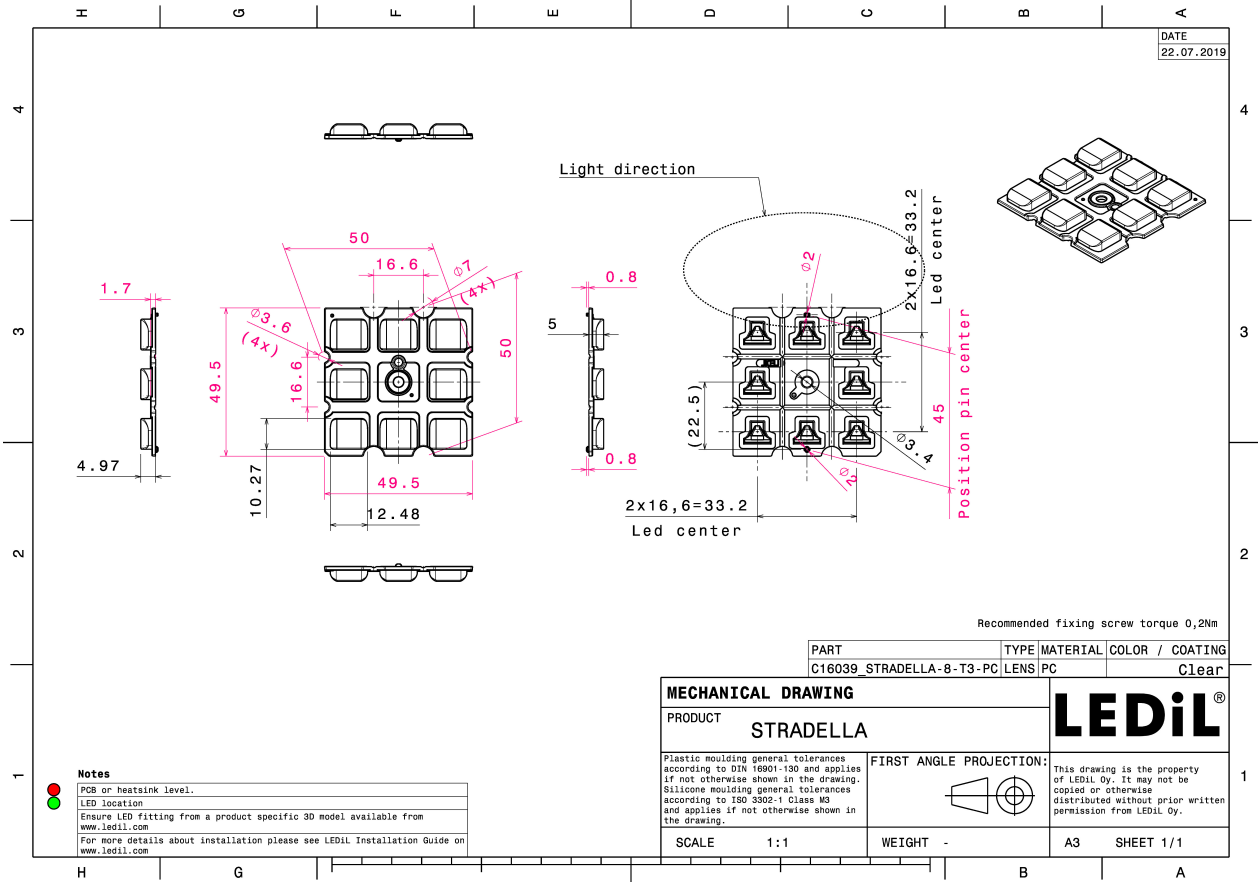 H G F E D C B A
DATE
22.07.2019
4 4
Light direction
2x16.6=33.2
Led center
50
16.6
Ø7
(4x)
Ø2
0.8
1.7
Ø3.6
(4x)
5
3 3
50
49.5
16.6
(22.5)
45
Position pin center
Ø3.4
4.97
0.8
Ø2
10.27
49.5
12.48
2x16,6=33.2
Led center
2 2
Recommended fixing screw torque 0,2Nm
PART TYPE MATERIAL COLOR / COATING
C16039_STRADELLA-8-T3-PC LENS PC Clear
MECHANICAL DRAWING
PRODUCT
STRADELLA
LEDiL®
Plastic moulding general tolerances
according to DIN 16901-130 and applies
if not otherwise shown in the drawing.
Silicone moulding general tolerances
according to ISO 3302-1 Class M3
and applies if not otherwise shown in
the drawing.
FIRST ANGLE PROJECTION:
This drawing is the property
of LEDiL Oy. It may not be
copied or otherwise
distributed without prior written
permission from LEDiL Oy.
1 1
Notes
PCB or heatsink level.
LED location
Ensure LED fitting from a product specific 3D model available from
www.ledil.com
For more details about installation please see LEDiL Installation Guide on
www.ledil.com
SCALE 1:1 WEIGHT - A3 SHEET 1/1
H G B A